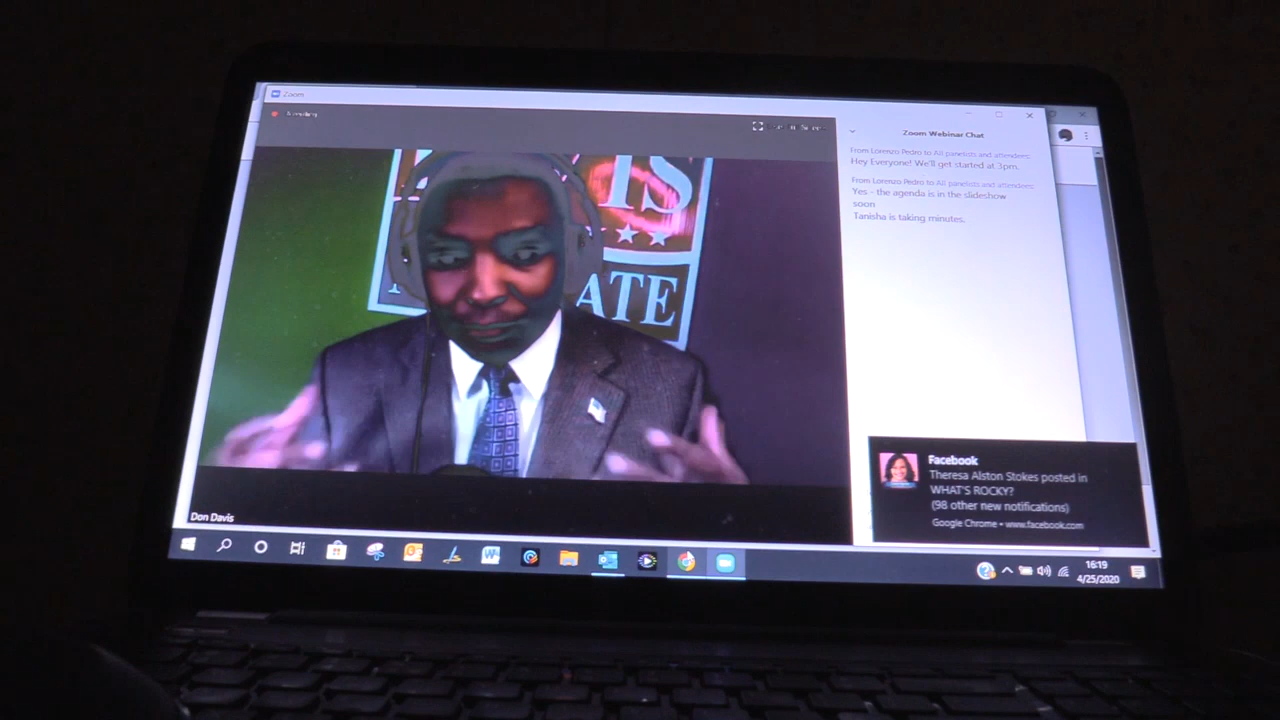 Zoom
Zoom Webinar Chat
From Lorenzo Pedro to All panelists and attendees:
Hey Everyone! We'll get started at 3pm.
From Lorenzo Pedro to All panelists and attendees:
Yes - the agenda is in the slideshow
soon
Tanisha is taking minutes.
IS
ATE
Facebook
Theresa Alston Stokes posted in
WHAT'S ROCKY?
(98 other new notifications)
Google Chrome • www.facebook.com
Don Davis
16:19
4/25/2020